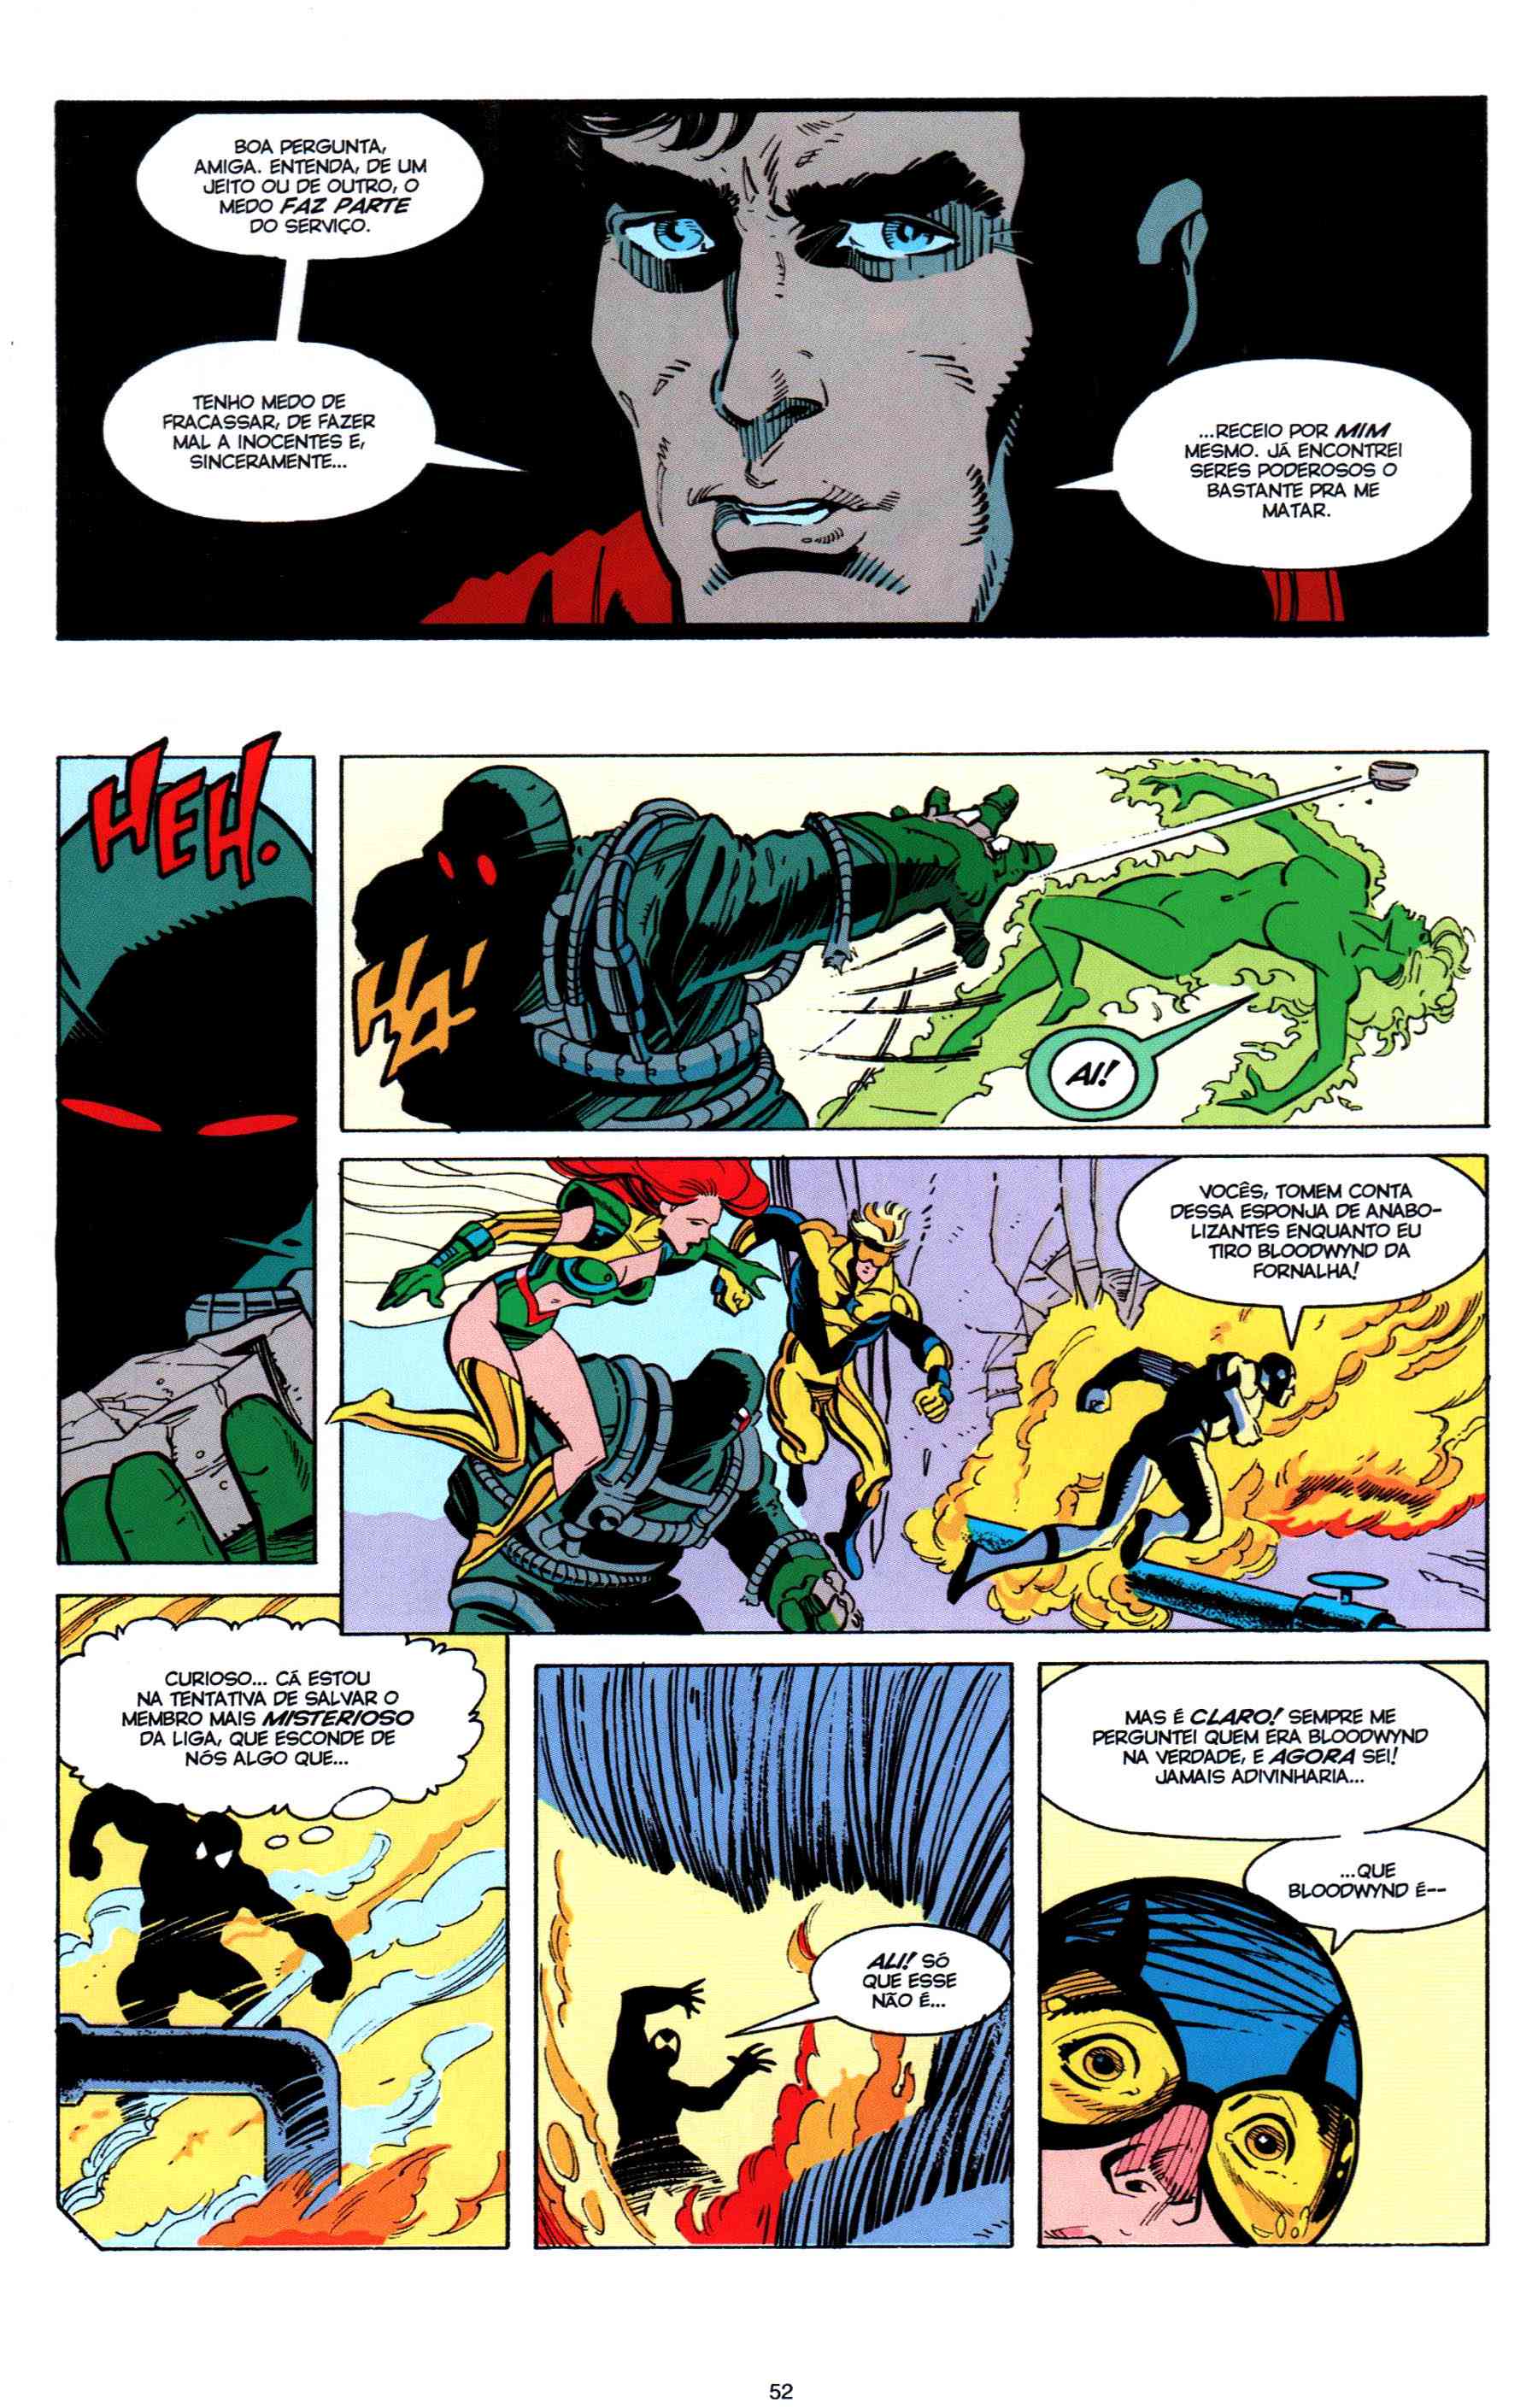 BOA PERGUNTA,
AMIGA. ENTENDA, DE UM
JEITO OU DE OUTRO, O
MEDO FAZ PARTE
DO SERVIÇO.
TENHO MEDO DE
FRACASSAR, DE FAZER
MAL A INOCENTES E,
SINCERAMENTE...
...RECEIO POR MIM
MESMO. JÁ ENCONTREI
SERES PODEROSOS O
BASTANTE PRA ME
MATAR.
HEH.
HA!
AI!
VOCÊS, TOMEM CONTA
DESSA ESPONJA DE ANABO-
LIZANTES ENQUANTO EU
TIRO BLOODWYND DA
FORNALHA!
CURIOSO... CÁ ESTOU
NA TENTATIVA DE SALVAR O
MEMBRO MAIS MISTERIOSO
DA LIGA, QUE ESCONDE DE
NÓS ALGO QUE...
ALI! SÓ
QUE ESSE
NÃO É...
MAS É CLARO! SEMPRE ME
PERGUNTEI QUEM ERA BLOODWYND
NA VERDADE, E AGORA SEI!
JAMAIS ADIVINHARIA...
...QUE
BLOODWYND É--
52